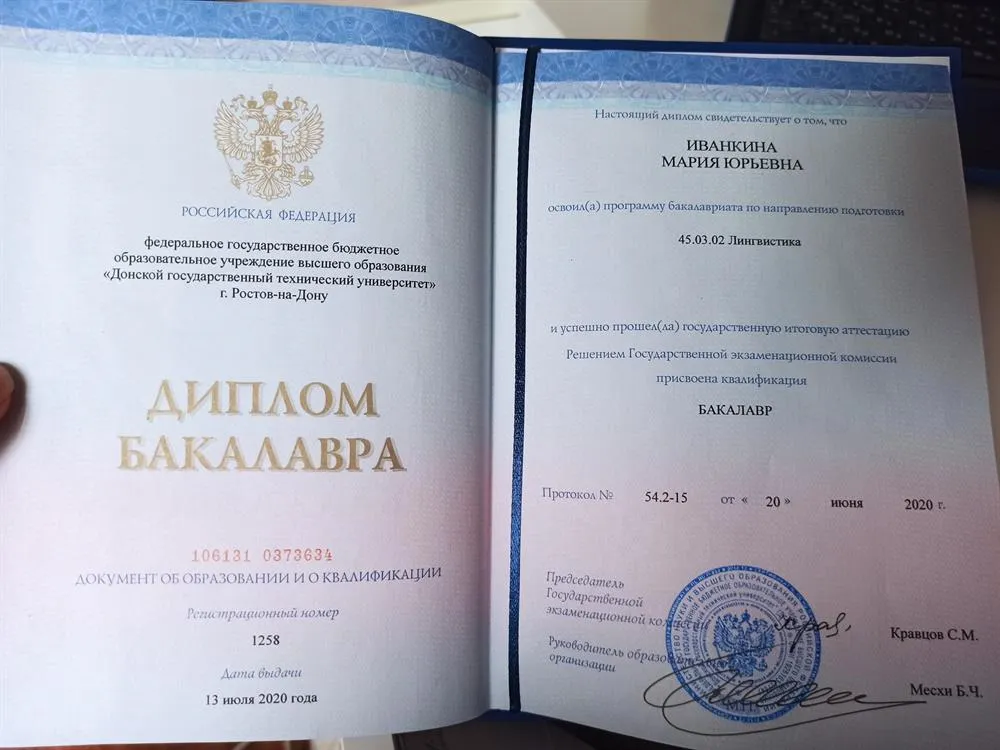 РОССИЙСКАЯ ФЕДЕРАЦИЯ
федеральное государственное бюджетное
образовательное учреждение высшего образования
«Донской государственный технический университет»
г. Ростов-на-Дону
ДИПЛОМ
БАКАЛАВРА
106131 0373634
ДОКУМЕНТ ОБ ОБРАЗОВАНИИ И О КВАЛИФИКАЦИИ
Регистрационный номер
1258
Дата выдачи
13 июля 2020 года
Настоящий диплом свидетельствует о том, что
ИВАНКИНА
МАРИЯ ЮРЬЕВНА
освоил(а) программу бакалавриата по направлению подготовки
45.03.02 Лингвистика
и успешно прошел(ла) государственную итоговую аттестацию
Решением Государственной экзаменационной комиссии
присвоена квалификация
БАКАЛАВР
Протокол № 54.2-15 от « 20 » июня 2020 г.
Председатель
Государственной
экзаменационной комиссии
Кравцов С.М.
Руководитель
организации
Месхи Б.Ч.
М.П.